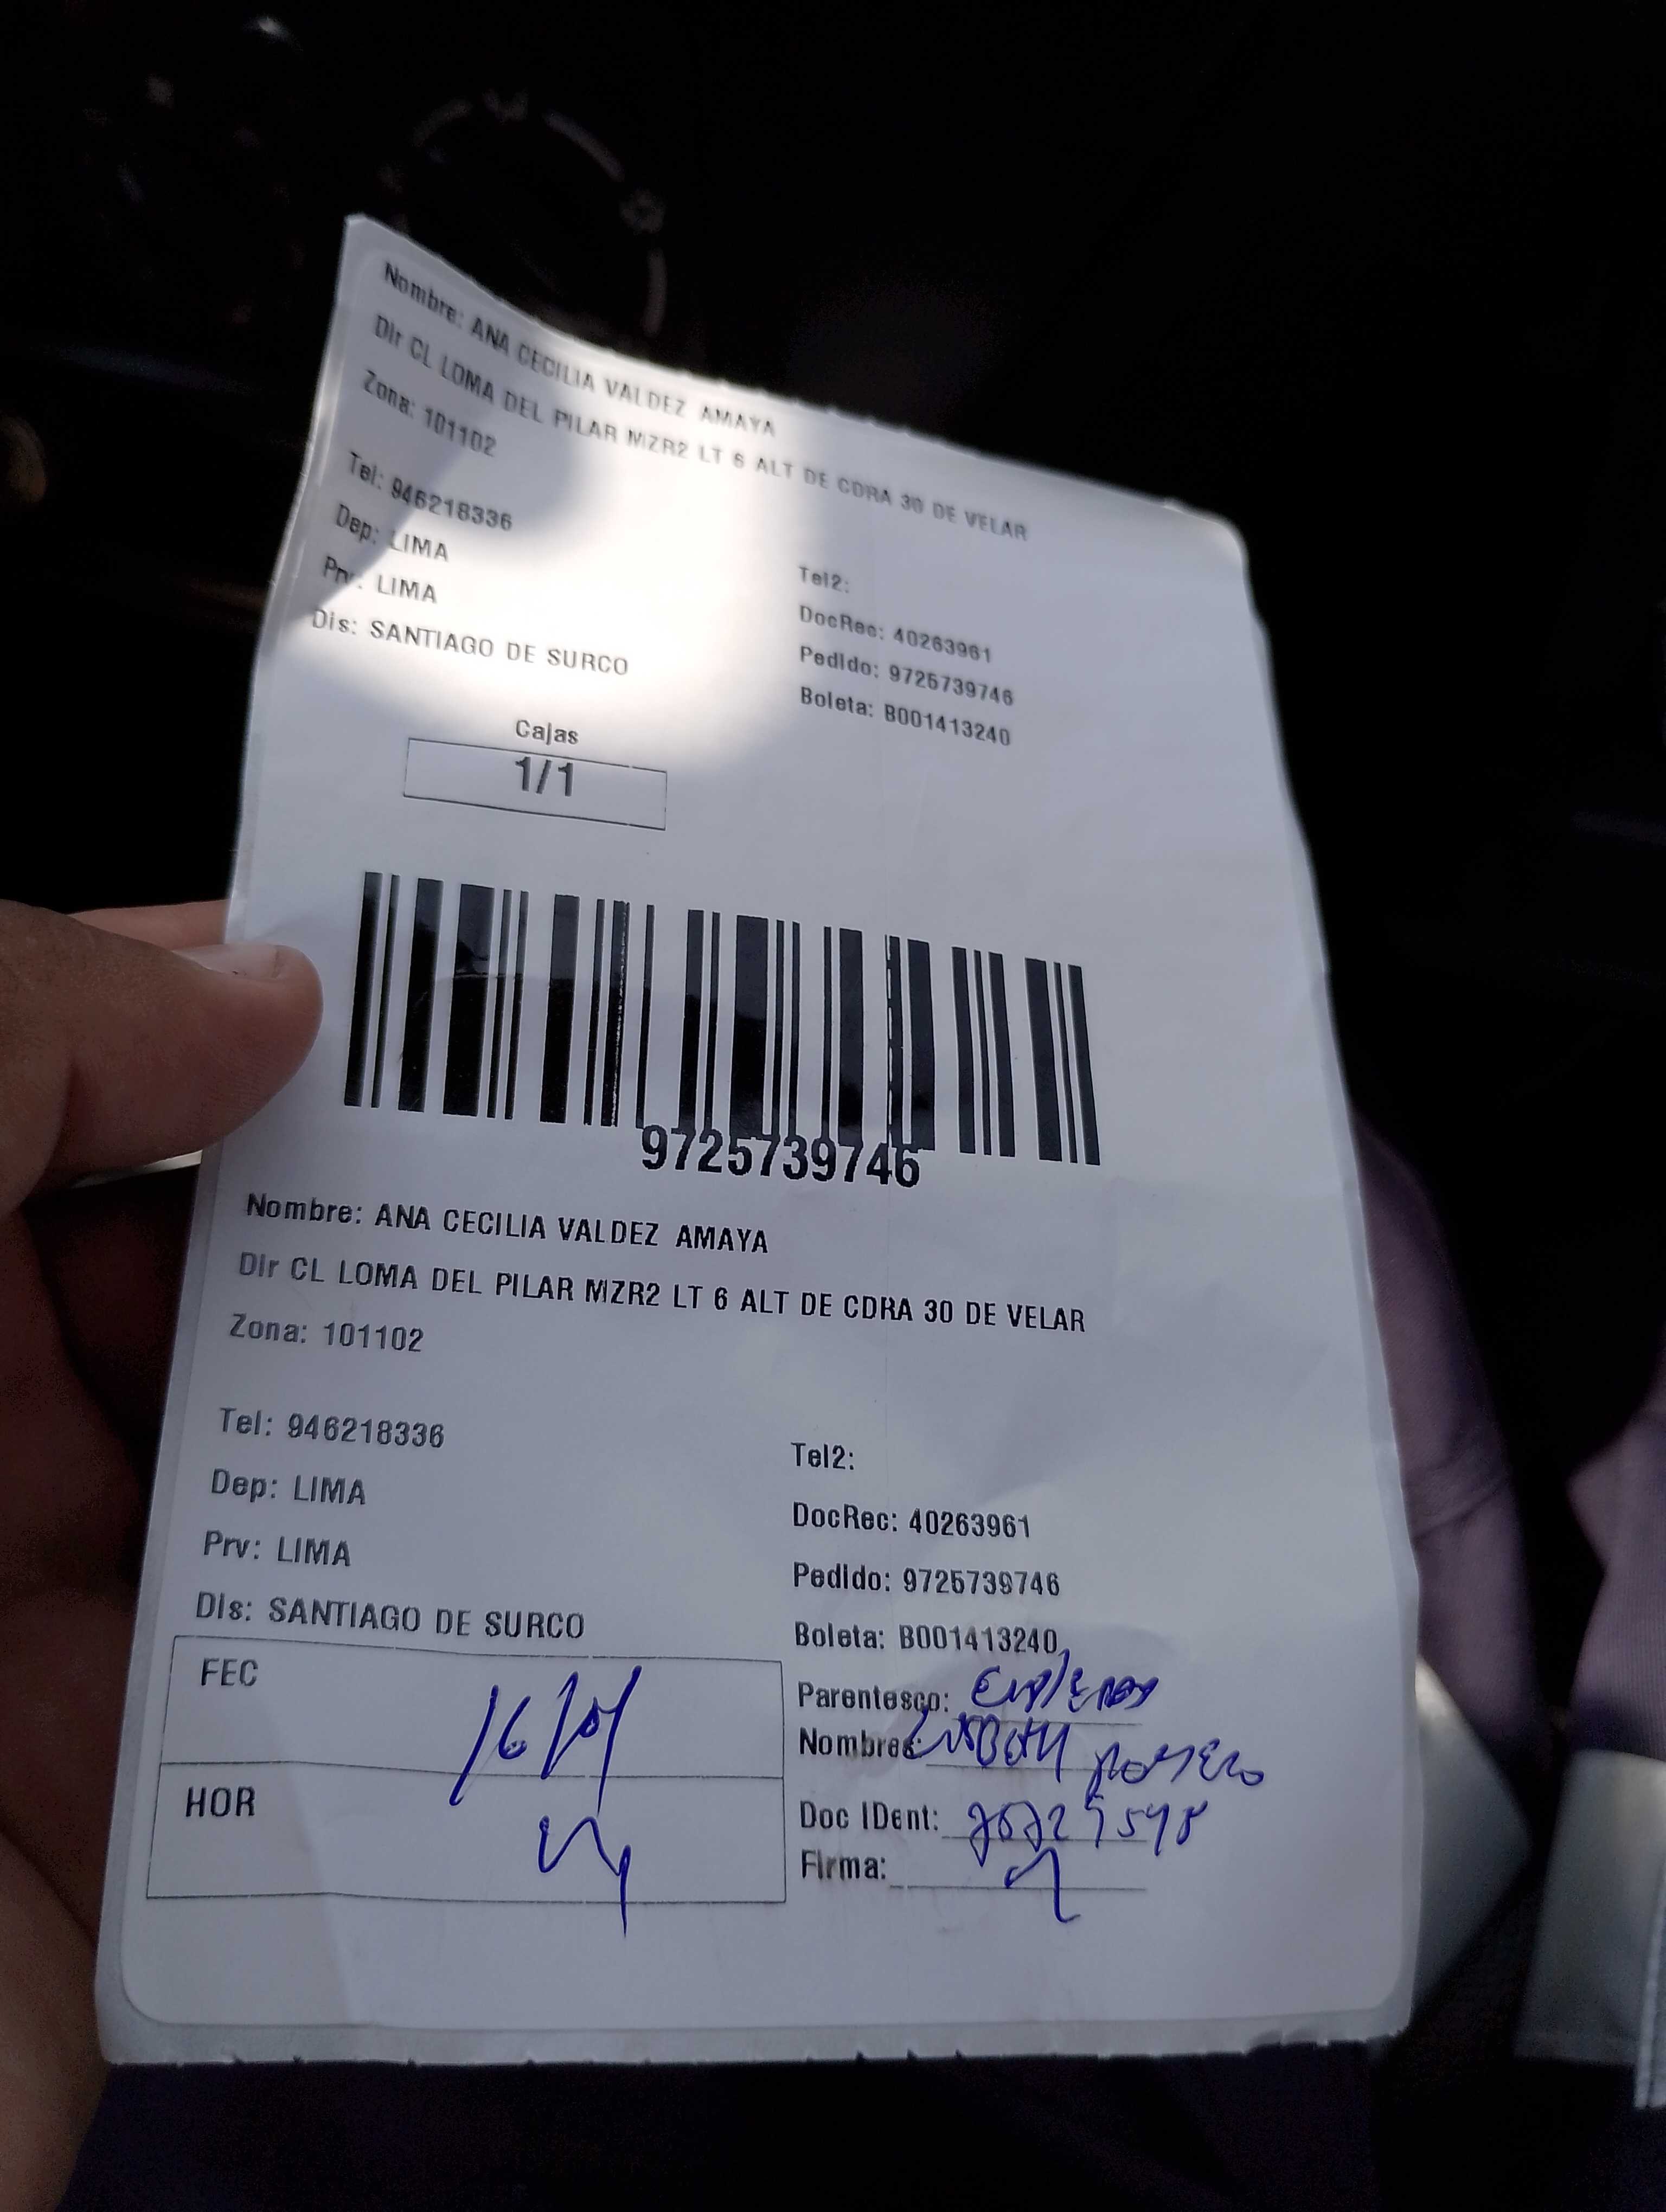 Nombre: ANA CECILIA VALDEZ AMAYA
Dir CL LOMA DEL PILAR MZR2 LT 6 ALT DE CDRA 30 DE VELAR
Zona: 101102
Tel: 946218336
Tel2:
Dep: LIMA
DocRec: 40263961
Prv: LIMA
Pedido: 9725739746
Dis: SANTIAGO DE SURCO
Boleta: B001413240
Cajas
1/1
9725739746
Nombre: ANA CECILIA VALDEZ AMAYA
Dir CL LOMA DEL PILAR MZR2 LT 6 ALT DE CDRA 30 DE VELAR
Zona: 101102
Tel: 946218336
Tel2:
Dep: LIMA
DocRec: 40263961
Prv: LIMA
Pedido: 9725739746
Dis: SANTIAGO DE SURCO
Boleta: B001413240
FEC
Parentesco:
Nombre: Romero
HOR
Doc IDent:
Firma: